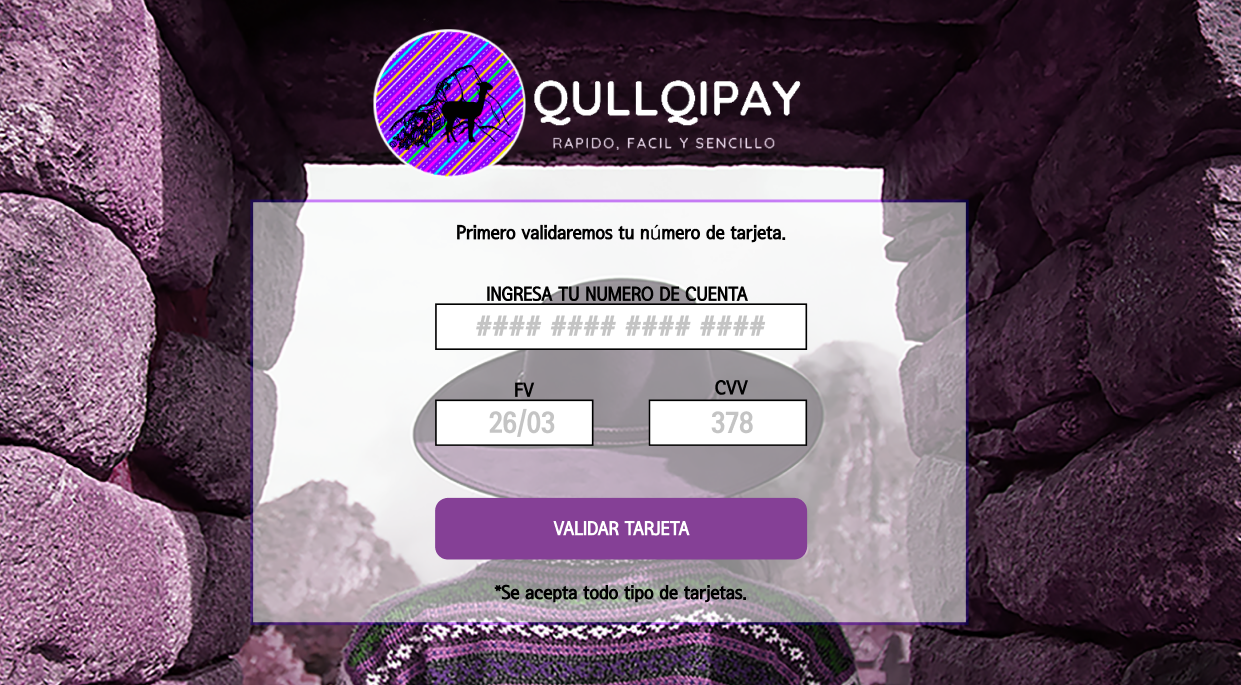 QULLQIPAY
RAPIDO, FACIL Y SENCILLO
Primero validaremos tu número de tarjeta.
INGRESA TU NUMERO DE CUENTA
#### #### #### ####
FV
CVV
26/03
378
VALIDAR TARJETA
*Se acepta todo tipo de tarjetas.